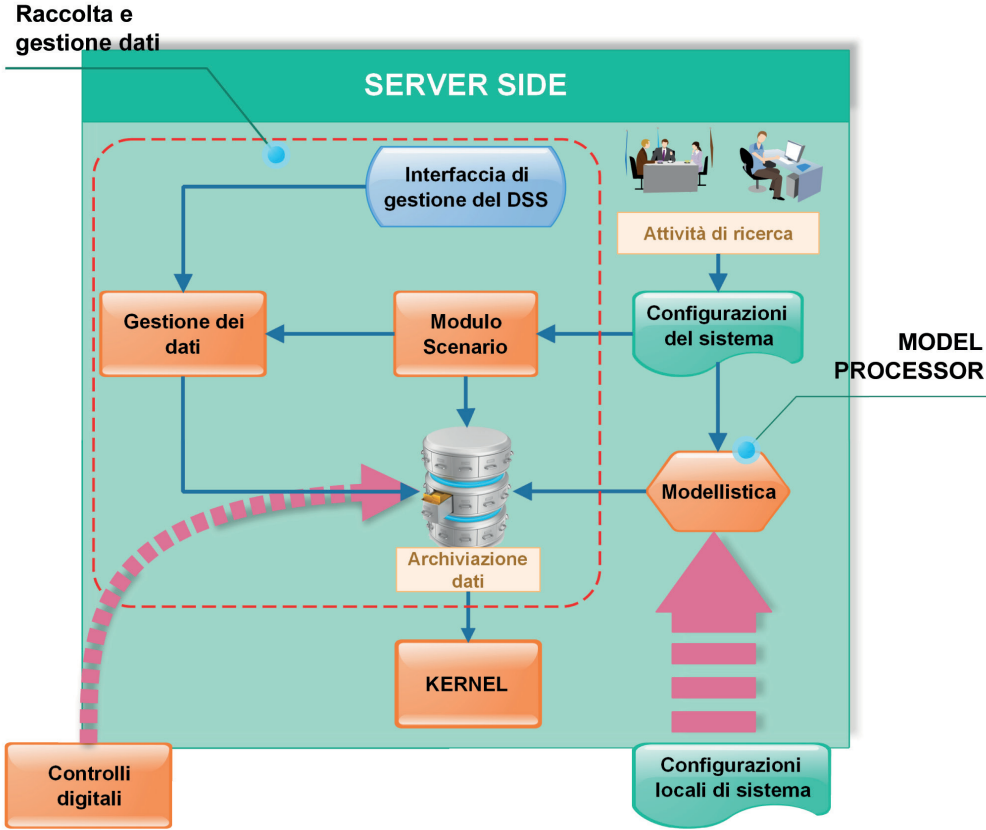 Raccolta e
gestione dati
SERVER SIDE
Interfaccia di
gestione del DSS
Attività di ricerca
Gestione dei
dati
Modulo
Scenario
Configurazioni
del sistema
MODEL
PROCESSOR
Modellistica
Archiviazione
dati
KERNEL
Controlli
digitali
Configurazioni
locali di sistema